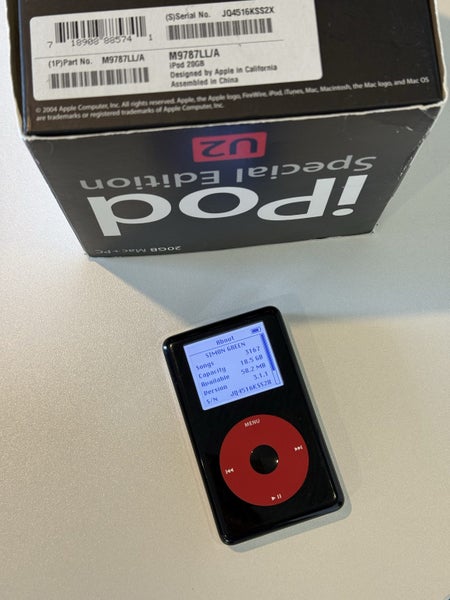 (S)Serial No. JQ4516KSS2X
7 18908 88574 1
(1P)Part No. M9787LL/A
M9787LL/A
iPod 20GB
Designed by Apple in California
Assembled in China
© 2004 Apple Computer, Inc. All rights reserved. Apple, the Apple logo, FireWire, iPod, iTunes, Mac, Macintosh, the Mac logo, and Mac OS
are trademarks or registered trademarks of Apple Computer, Inc.
20GB Mac+PC
iPod
Special Edition
U2
About
SIMON GREEN
Songs 3167
Capacity 18.5 GB
Available 58.2 MB
Version 3.1.1
S/N JQ4516KSS2R
MENU